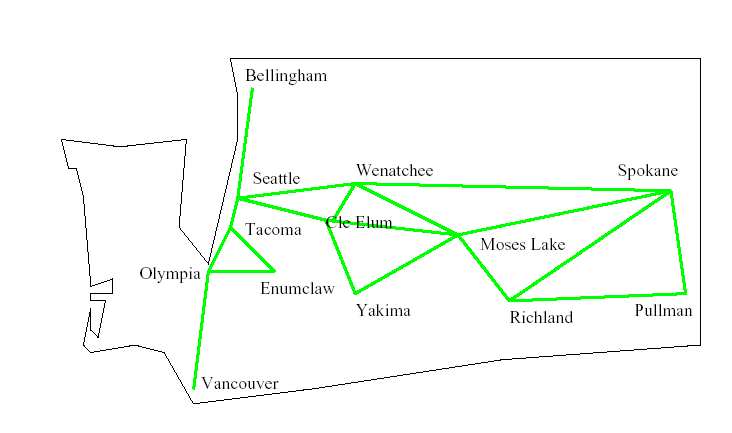 Bellingham
Wenatchee
Spokane
Seattle
Cle Elum
Tacoma
Moses Lake
Olympia
Enumclaw
Yakima
Richland
Pullman
Vancouver